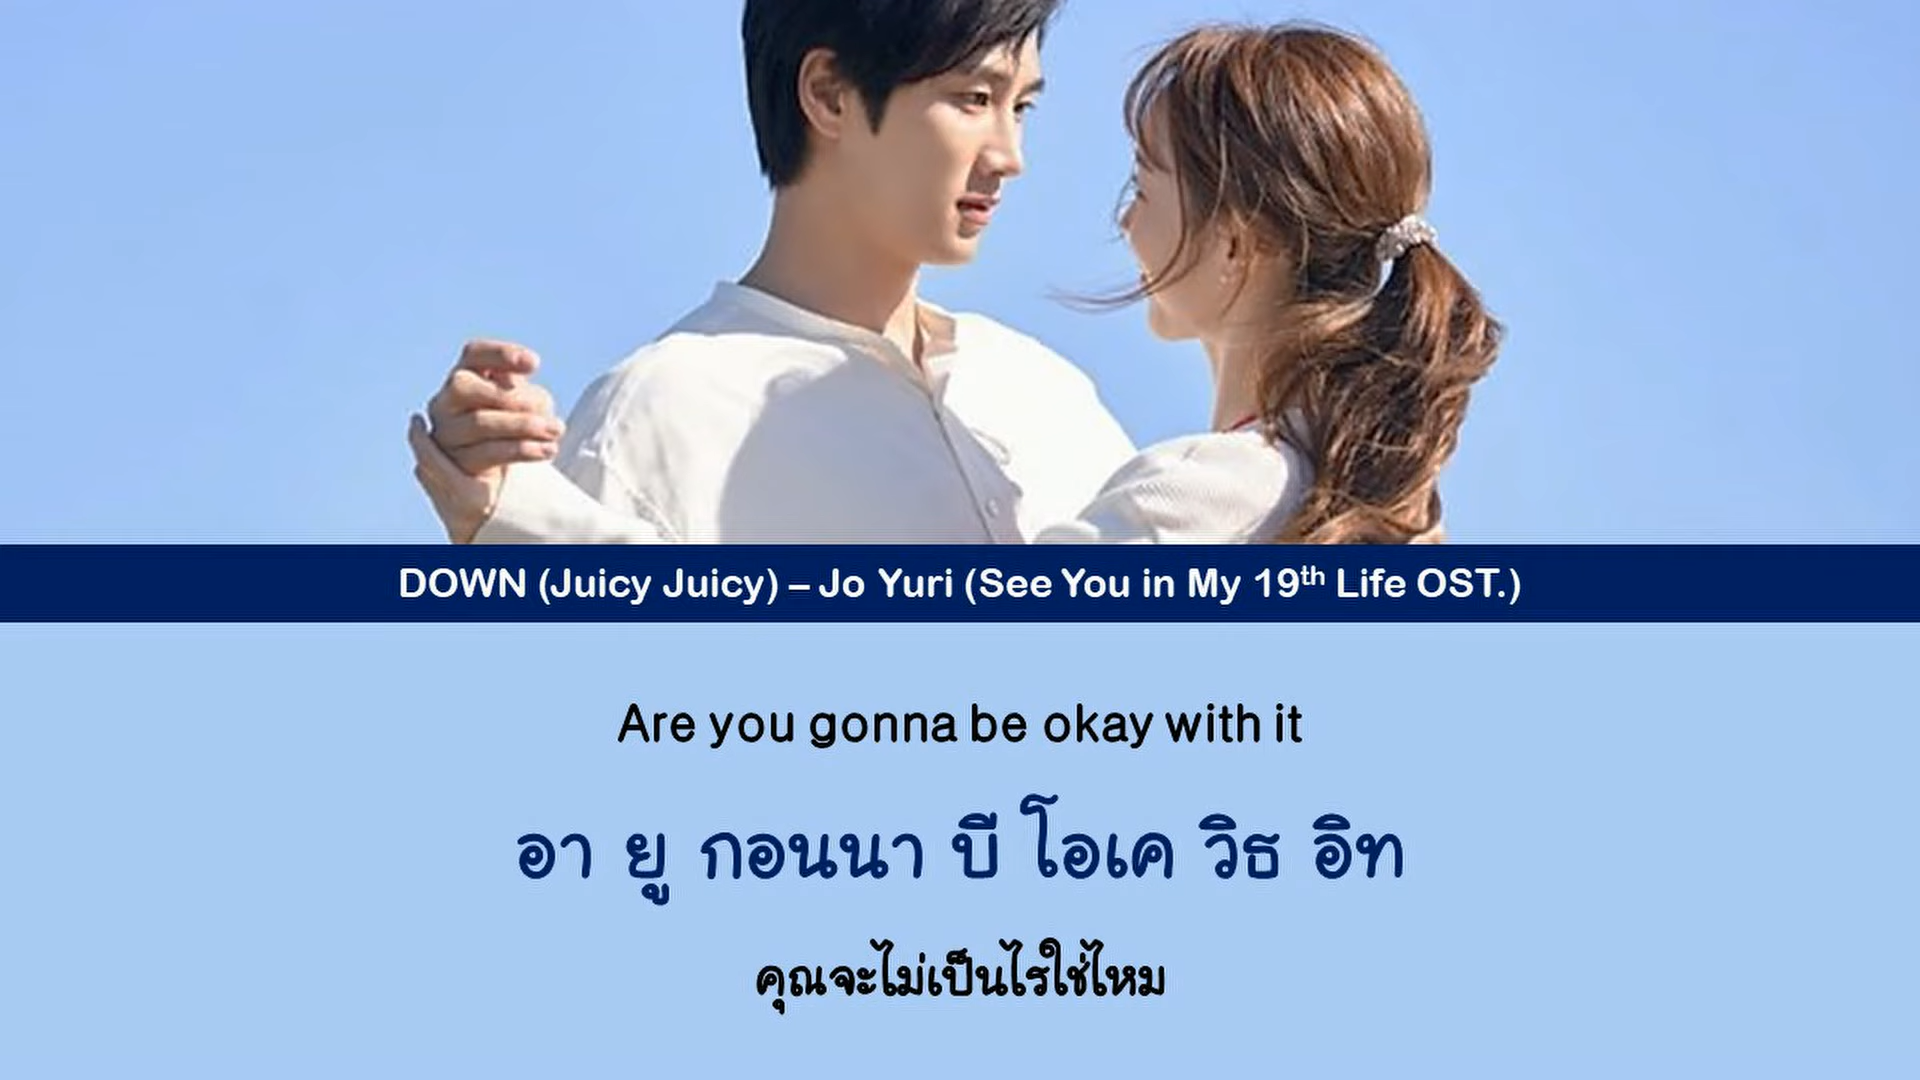 DOWN (Juicy Juicy) – Jo Yuri (See You in My 19th Life OST.)
Are you gonna be okay with it
อา ยู กอนนา บี โอเค วิธ อิท
คุณจะไม่เป็นไรใช่ไหม